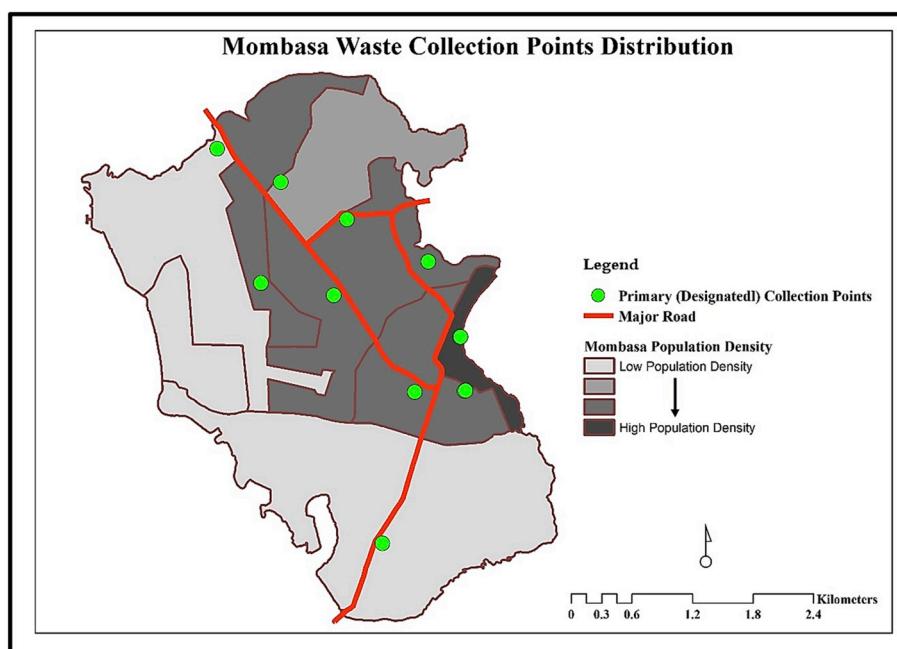 Mombasa Waste Collection Points Distribution
Legend
Primary (Designatedl) Collection Points
Major Road
Mombasa Population Density
Low Population Density
High Population Density
Kilometers
0 0.3 0.6 1.2 1.8 2.4